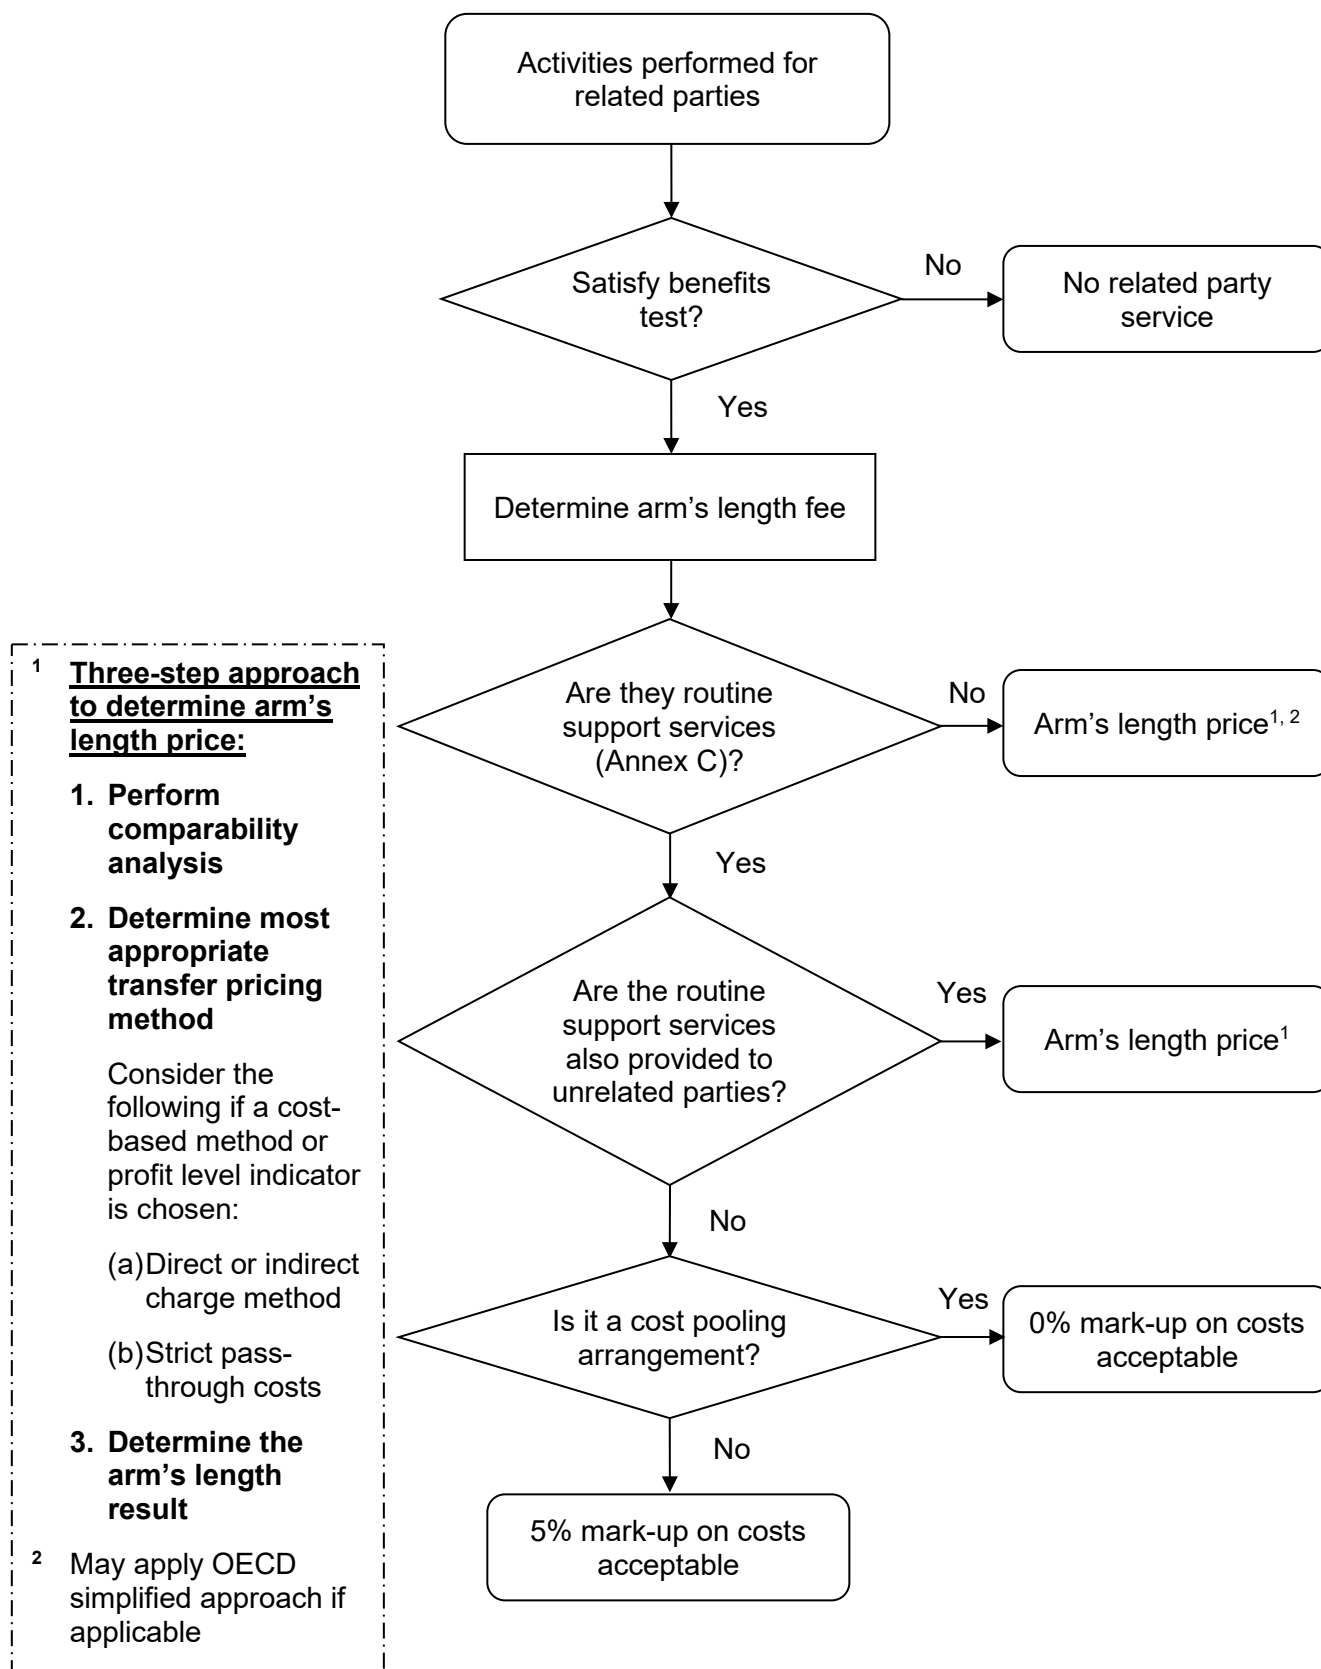 Activities performed for
related parties
Satisfy benefits
test?
No
No related party
service
Yes
Determine arm’s length fee
Are they routine
support services
(Annex C)?
No
Arm’s length price1, 2
Yes
Are the routine
support services
also provided to
unrelated parties?
Yes
Arm’s length price1
No
Is it a cost pooling
arrangement?
Yes
0% mark-up on costs
acceptable
No
5% mark-up on costs
acceptable
1 Three-step approach
to determine arm’s
length price:
1. Perform
comparability
analysis
2. Determine most
appropriate
transfer pricing
method
Consider the
following if a cost-
based method or
profit level indicator
is chosen:
(a) Direct or indirect
charge method
(b) Strict pass-
through costs
3. Determine the
arm’s length
result
2 May apply OECD
simplified approach if
applicable